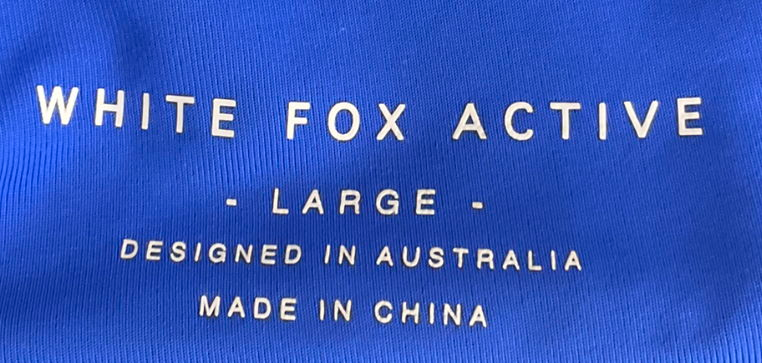 WHITE FOX ACTIVE
- LARGE -
DESIGNED IN AUSTRALIA
MADE IN CHINA